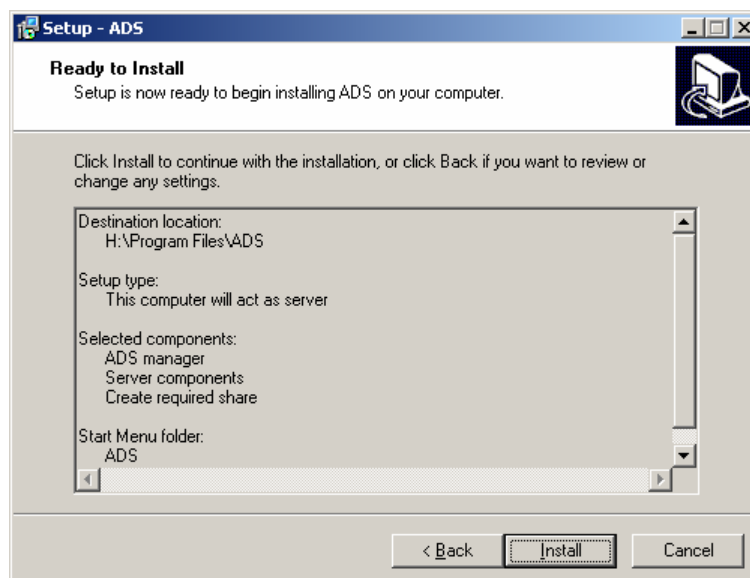 Setup - ADS
Ready to Install
Setup is now ready to begin installing ADS on your computer.
Click Install to continue with the installation, or click Back if you want to review or
change any settings.
Destination location:
H:\Program Files\ADS
Setup type:
This computer will act as server
Selected components:
ADS manager
Server components
Create required share
Start Menu folder:
ADS
< Back
Install
Cancel